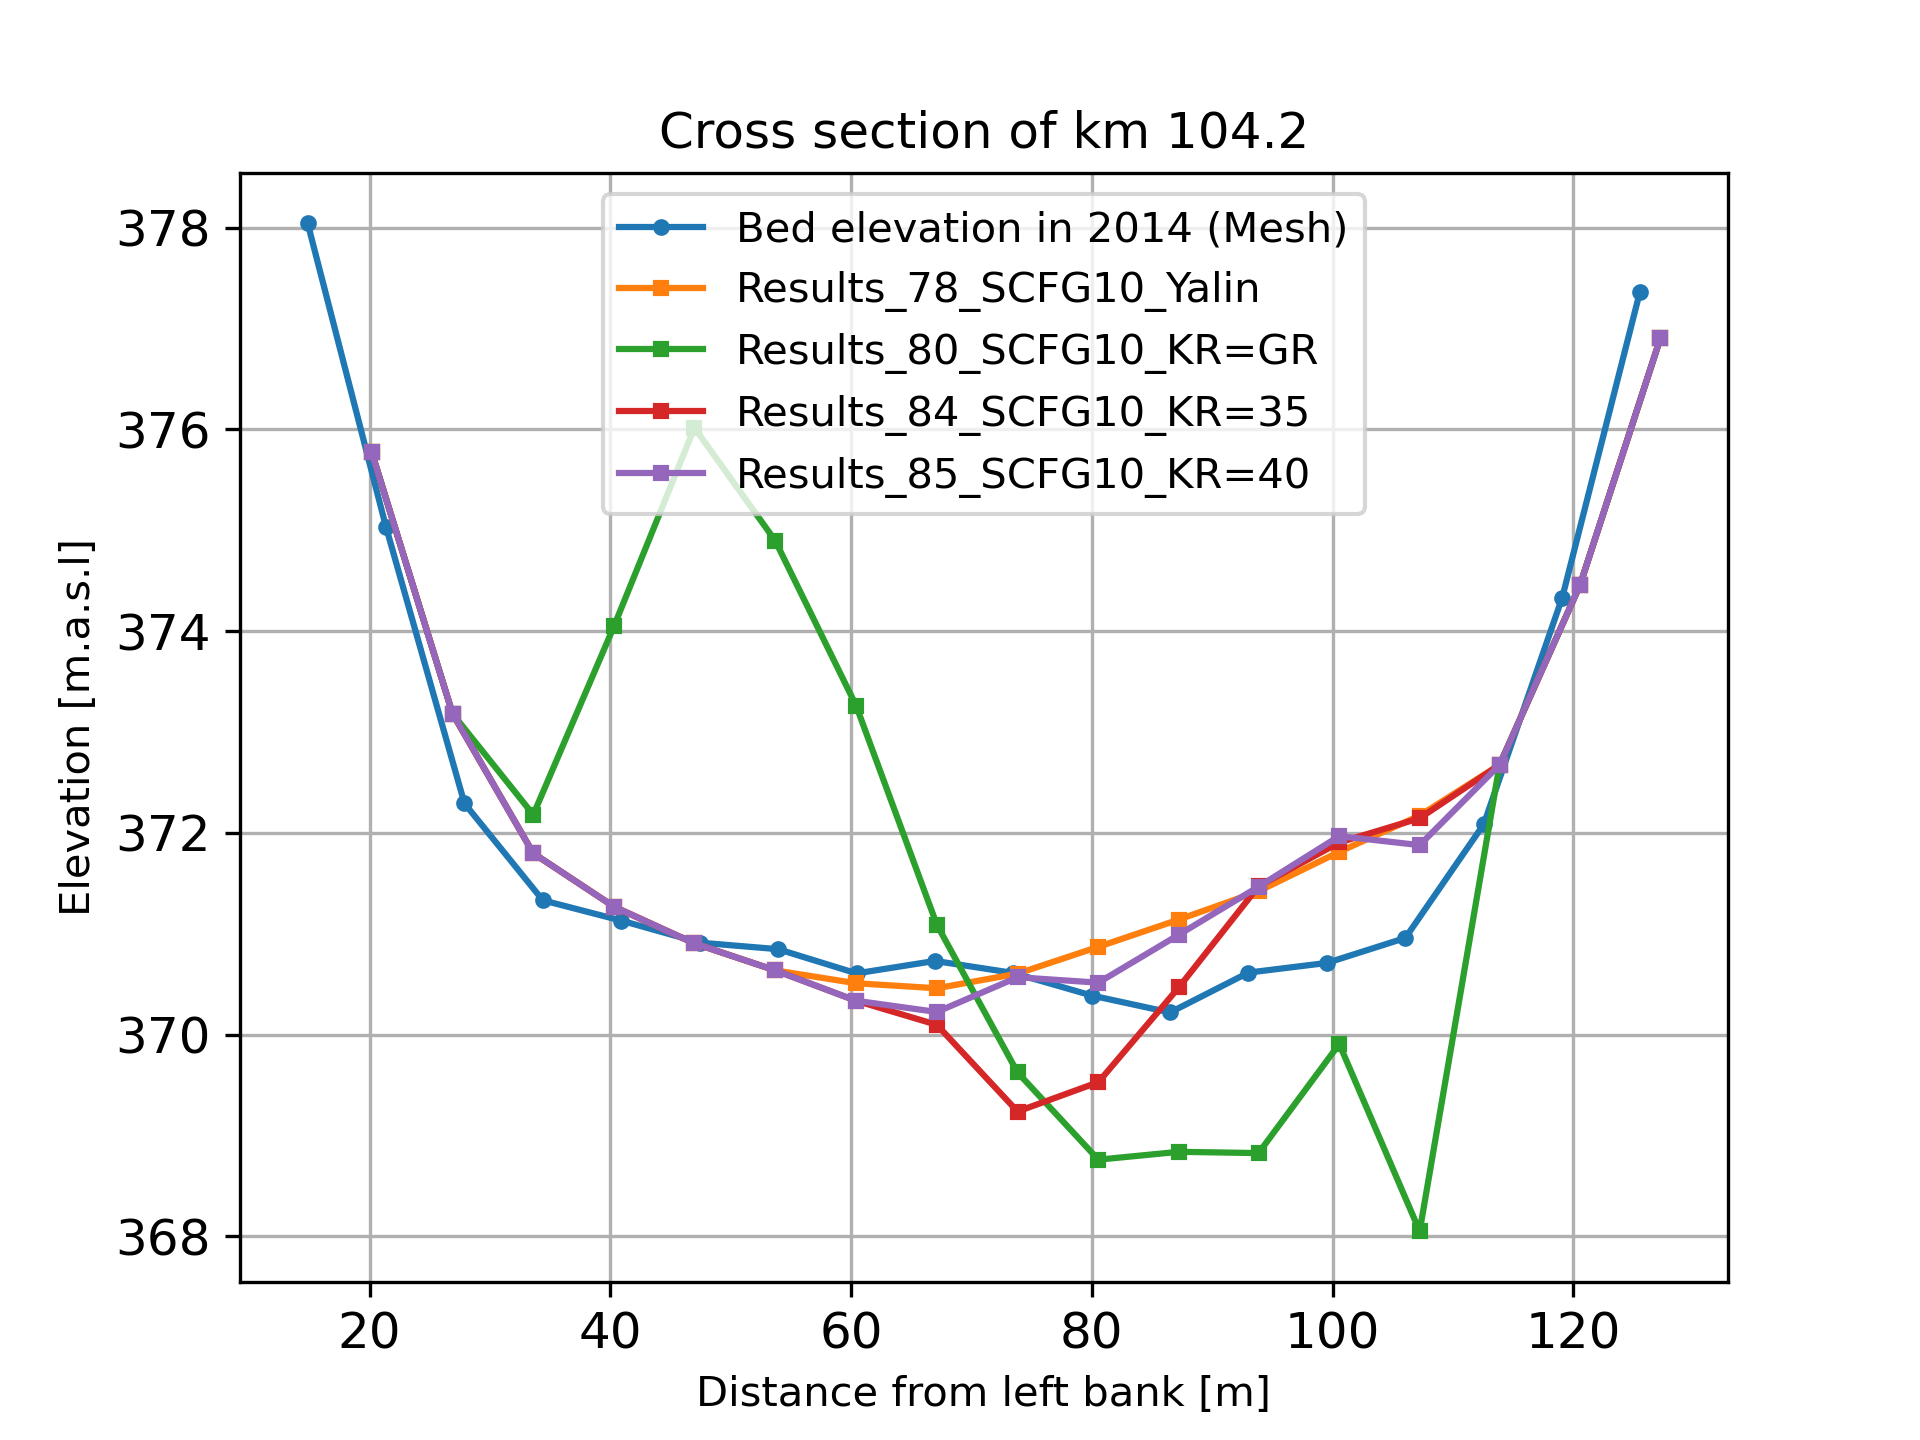 Cross section of km 104.2
Bed elevation in 2014 (Mesh)
Results_78_SCFG10_Yalin
Results_80_SCFG10_KR=GR
Results_84_SCFG10_KR=35
Results_85_SCFG10_KR=40
378
376
374
372
370
368
Elevation [m.a.s.l]
20 40 60 80 100 120
Distance from left bank [m]